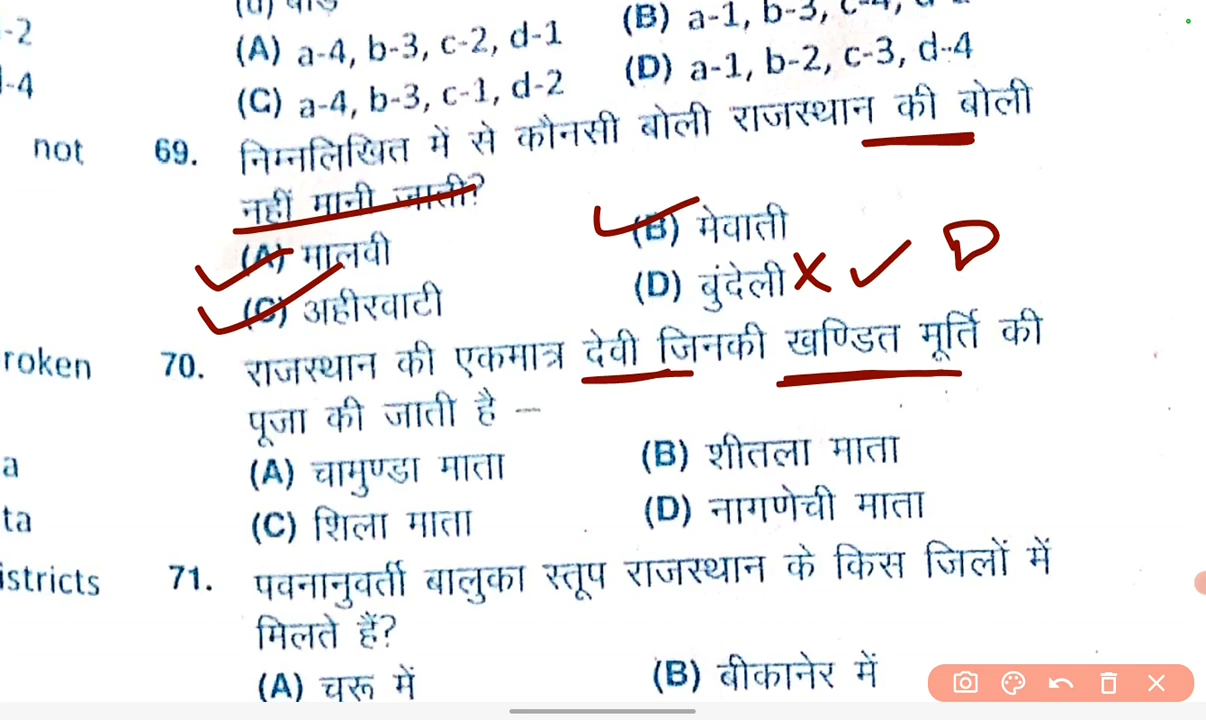 -2
-4
(A) a-4, b-3, c-2, d-1
(B) a-1, b-3,
(C) a-4, b-3, c-1, d-2
(D) a-1, b-2, c-3, d-4
not
69. निम्नलिखित में से कौनसी बोली राजस्थान की बोली
नहीं मानी जाती?
(A) मालवी
(B) मेवाती
(C) अहीरवाटी
(D) बुंदेली X ✓ D
roken
70. राजस्थान की एकमात्र देवी जिनकी खण्डित मूर्ति की
पूजा की जाती है –
a
(A) चामुण्डा माता
(B) शीतला माता
ta
(C) शिला माता
(D) नागणेची माता
istricts
71. पवनानुवर्ती बालुका स्तूप राजस्थान के किस जिलों में
मिलते हैं?
(A) चरू में
(B) बीकानेर में